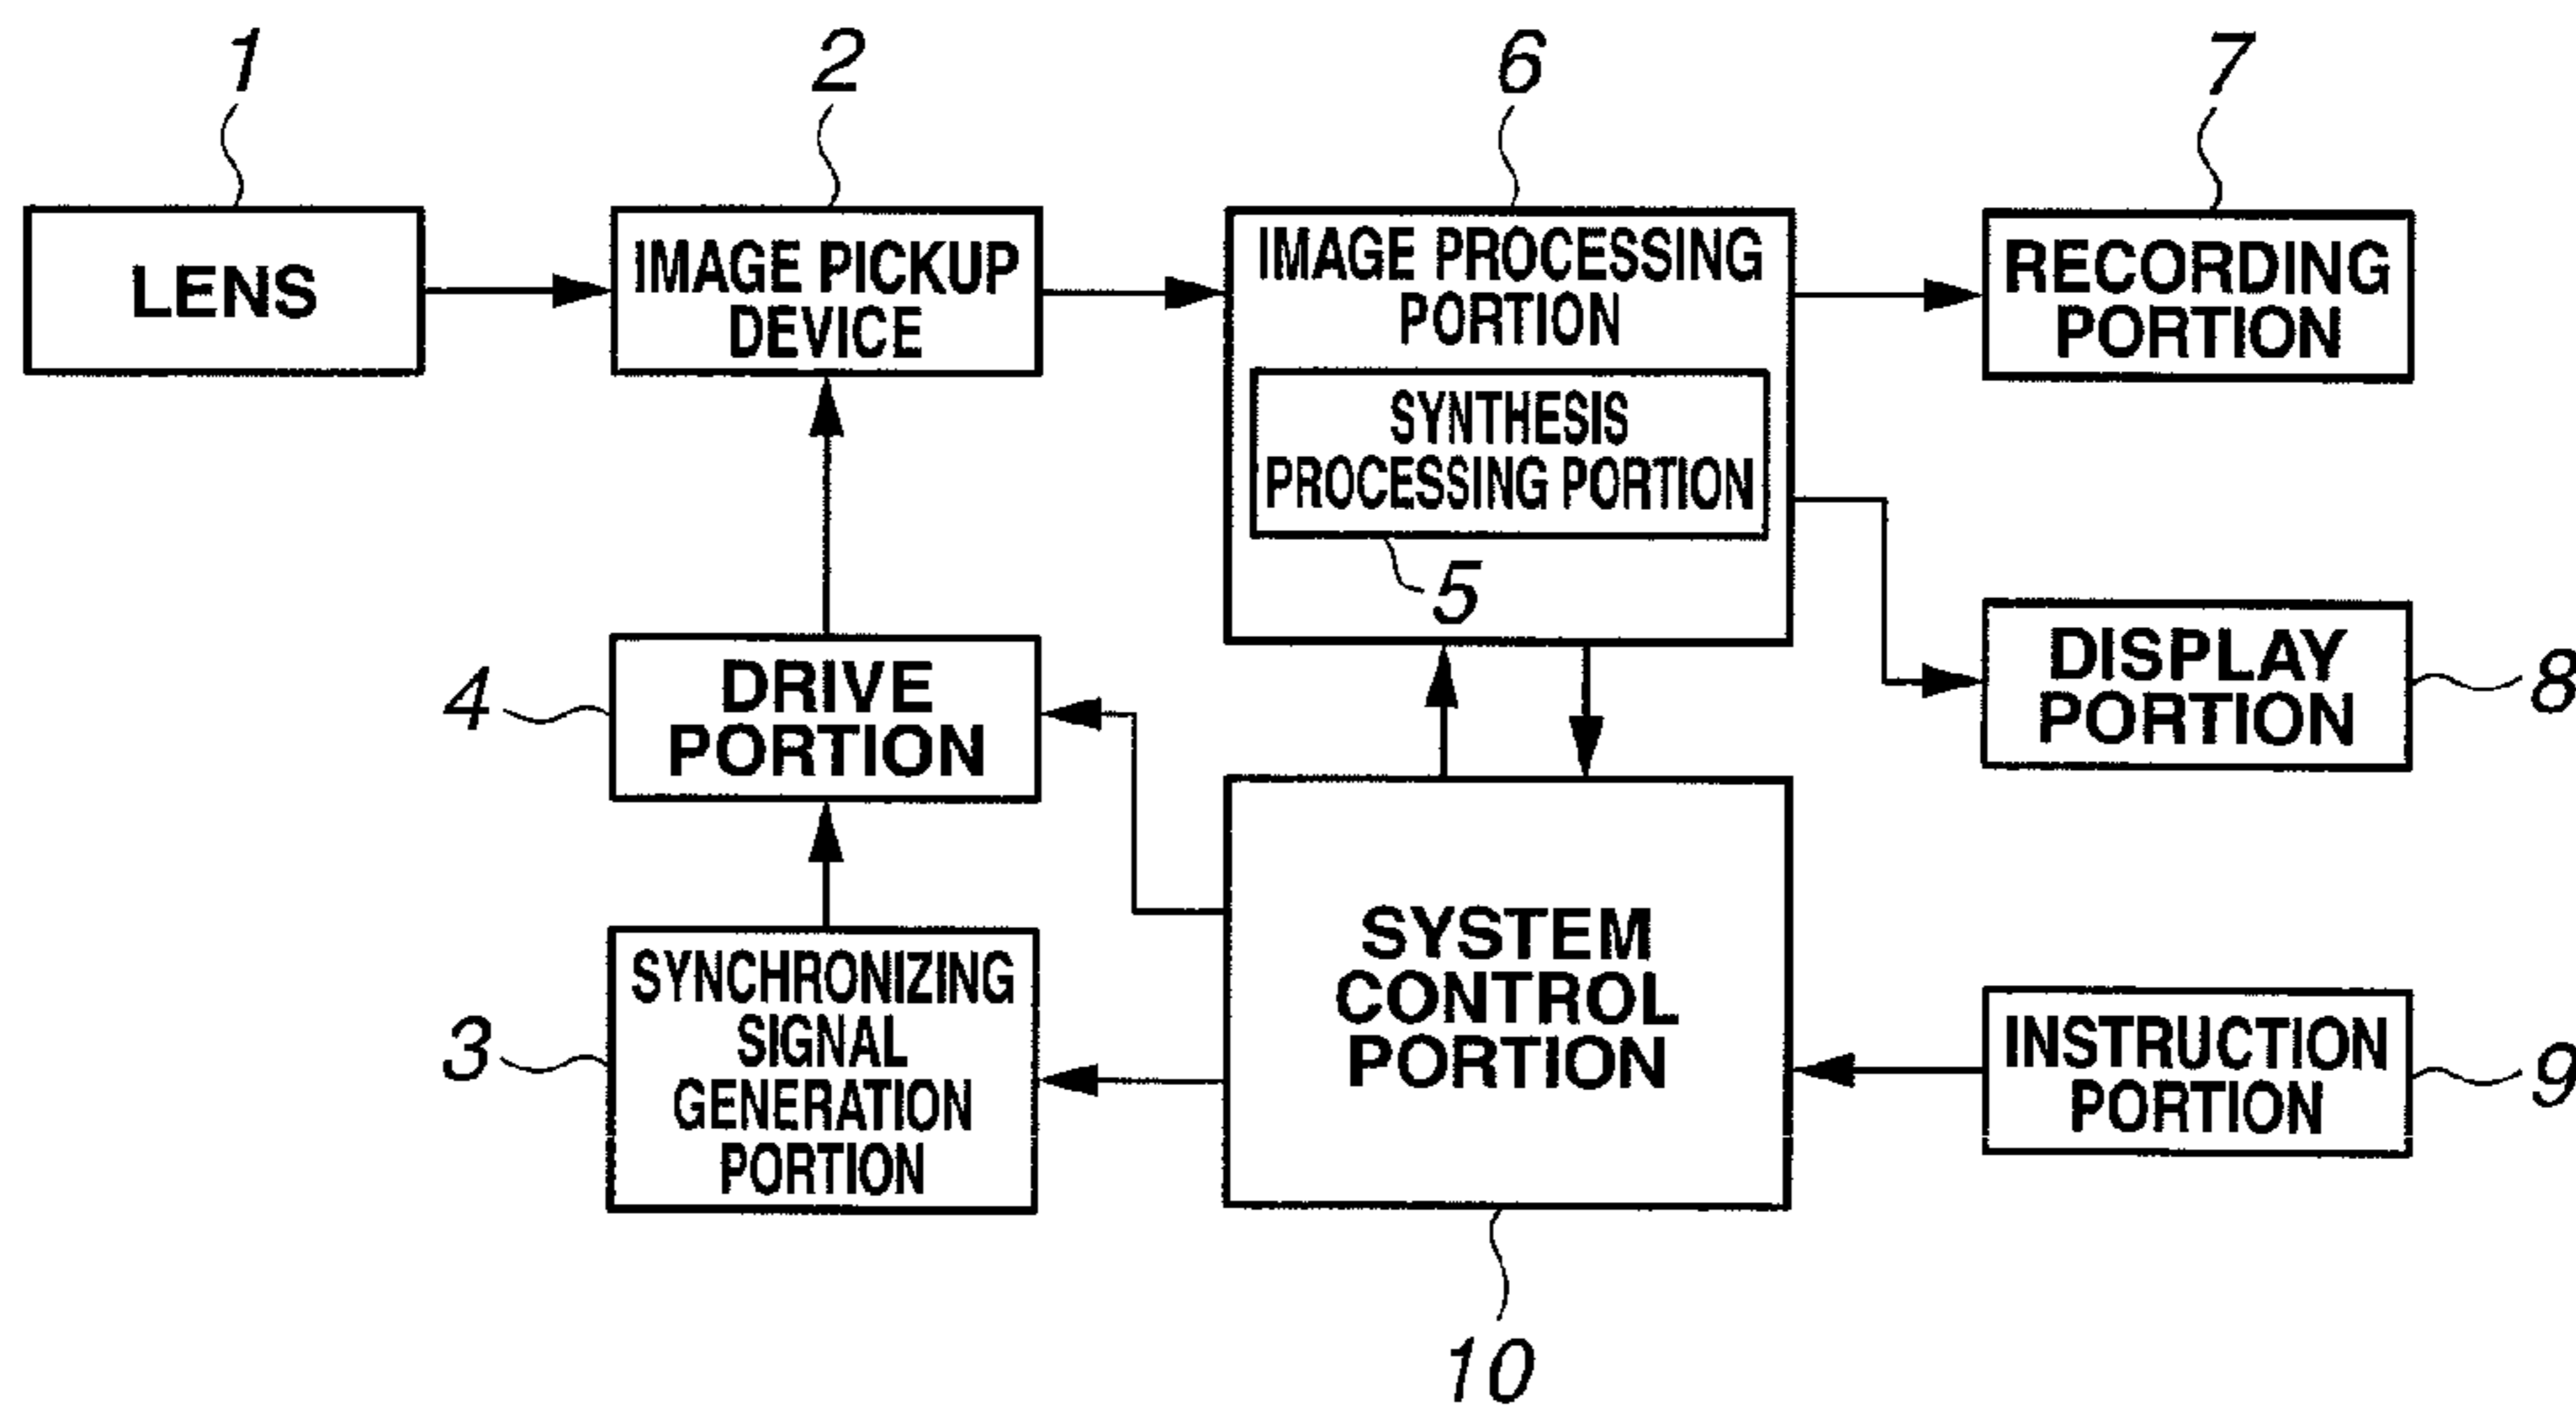 1
2
6
7
LENS
IMAGE PICKUP
DEVICE
IMAGE PROCESSING
PORTION
RECORDING
PORTION
SYNTHESIS
PROCESSING PORTION
5
4
DRIVE
PORTION
DISPLAY
PORTION
8
3
SYNCHRONIZING
SIGNAL
GENERATION
PORTION
SYSTEM
CONTROL
PORTION
INSTRUCTION
PORTION
9
10